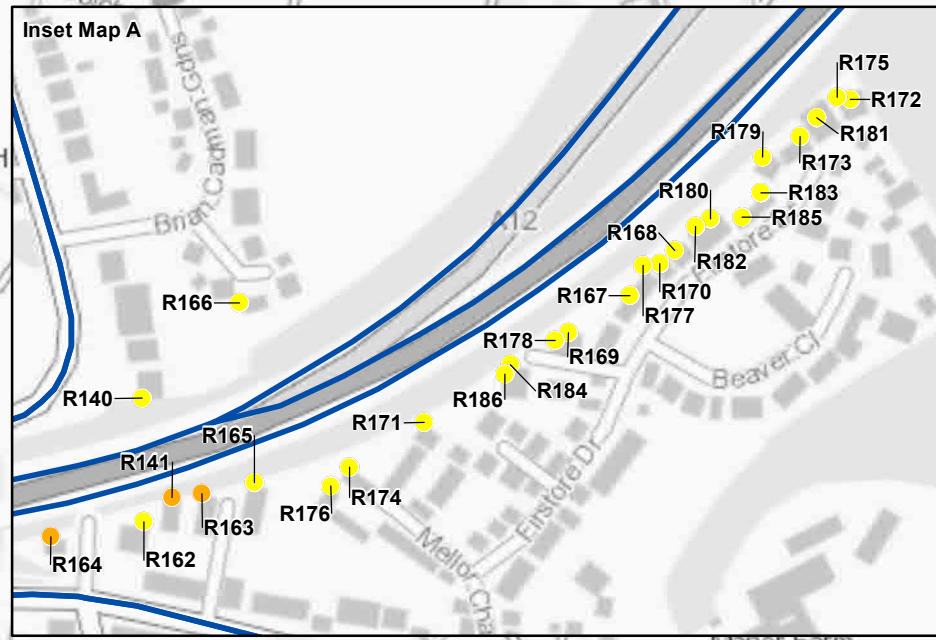 Inset Map A
R175
R172
R181
R179
R173
R180
R183
R185
R168
R182
Brian Cadman Gdns
A12
Firstore
R170
R167
R177
R166
R178
R169
R184
R186
Beaver Cl
R140
R171
R165
R141
R174
R176
R163
R162
R164
Firstore Dr
Mellor Cha